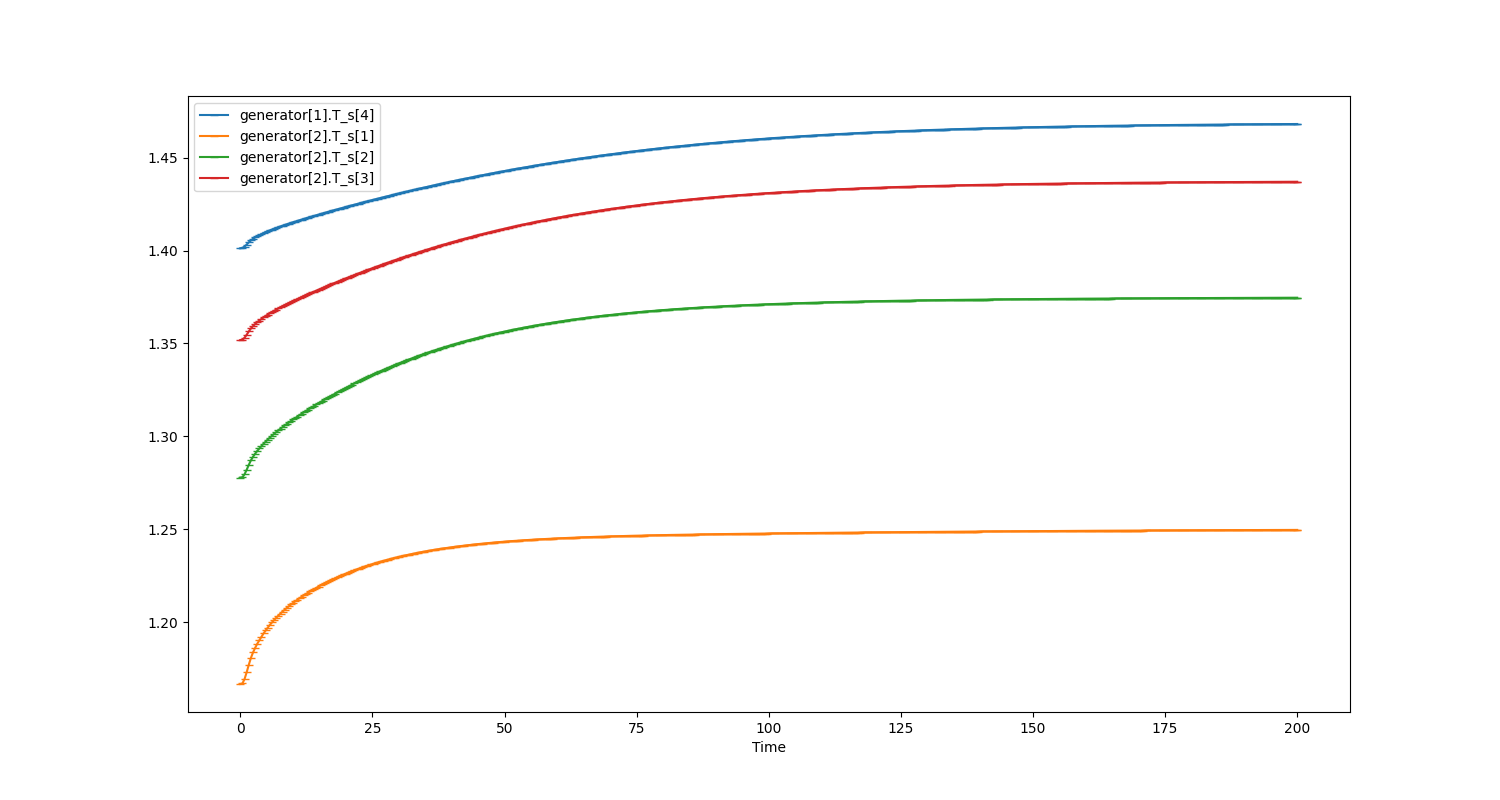 generator[1].T_s[4]
generator[2].T_s[1]
generator[2].T_s[2]
generator[2].T_s[3]
1.45
1.40
1.35
1.30
1.25
1.20
0 25 50 75 100 125 150 175 200
Time